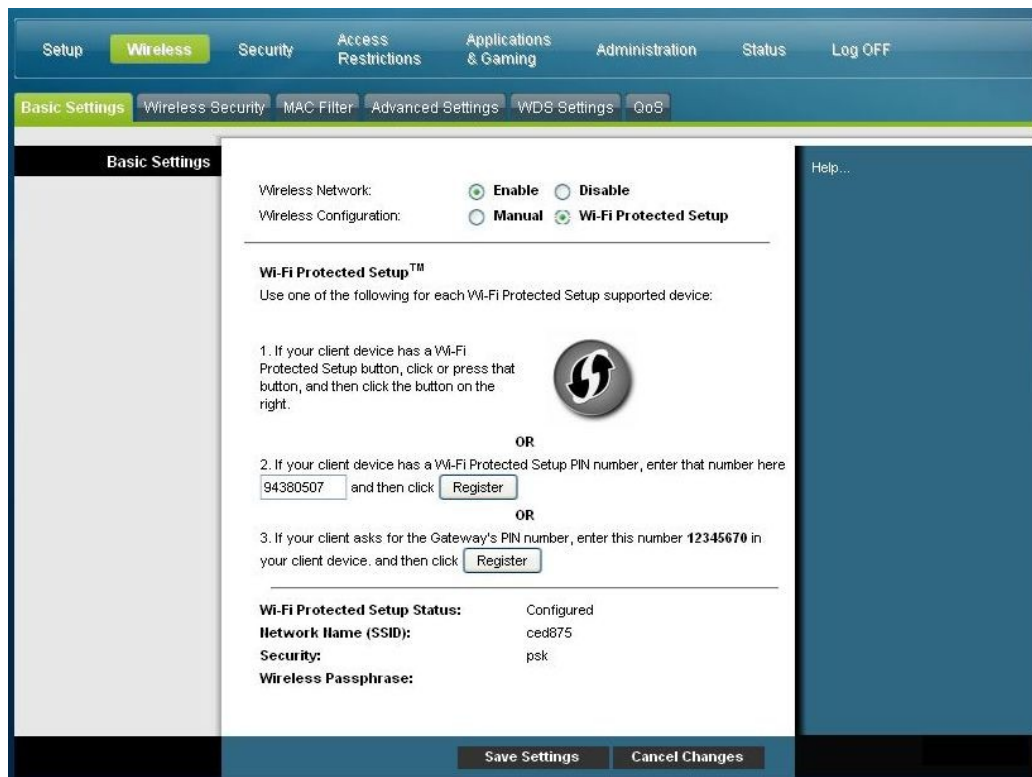 Setup Wireless Security Access Restrictions Applications & Gaming Administration Status Log OFF
Basic Settings Wireless Security MAC Filter Advanced Settings WDS Settings QoS
Basic Settings
Help...
Wireless Network: Enable Disable
Wireless Configuration: Manual Wi-Fi Protected Setup
Wi-Fi Protected Setup™
Use one of the following for each Wi-Fi Protected Setup supported device:
1. If your client device has a Wi-Fi
Protected Setup button, click or press that
button, and then click the button on the
right.
OR
2. If your client device has a Wi-Fi Protected Setup PIN number, enter that number here
94380507 and then click Register
OR
3. If your client asks for the Gateway's PIN number, enter this number 12345670 in
your client device. and then click Register
Wi-Fi Protected Setup Status: Configured
Network Name (SSID): ced875
Security: psk
Wireless Passphrase:
Save Settings Cancel Changes